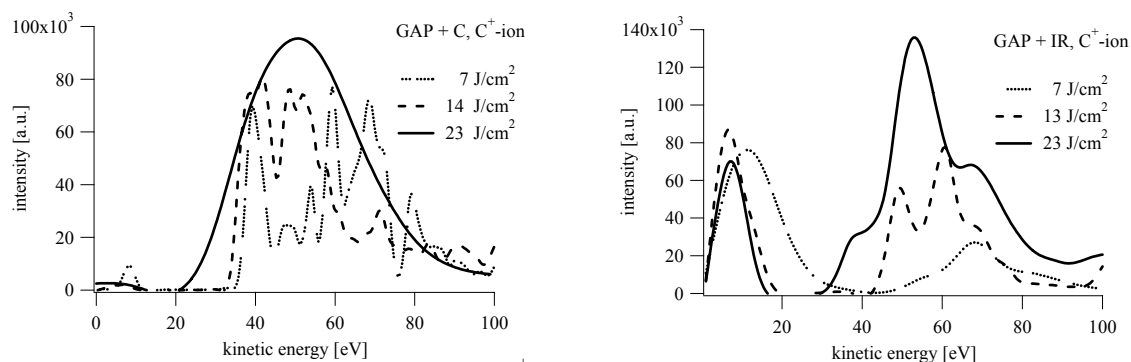 100x10³
GAP + C, C⁺-ion
7 J/cm²
14 J/cm²
23 J/cm²
80
60
40
20
0
intensity [a.u.]
0 20 40 60 80 100
kinetic energy [eV]
140x10³
GAP + IR, C⁺-ion
7 J/cm²
13 J/cm²
23 J/cm²
120
100
80
60
40
20
0
intensity [a.u.]
20 40 60 80 100
kinetic energy [eV]